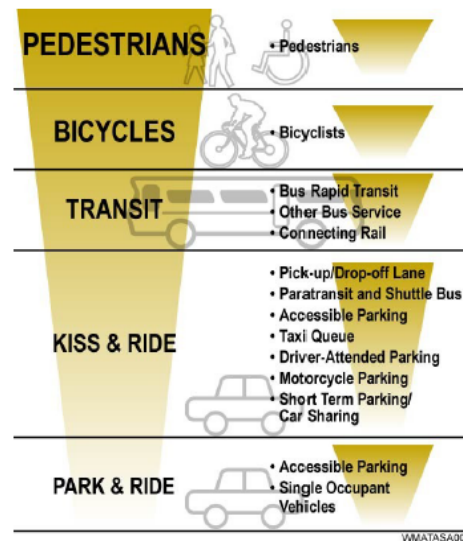 PEDESTRIANS
• Pedestrians
BICYCLES
• Bicyclists
TRANSIT
• Bus Rapid Transit
• Other Bus Service
• Connecting Rail
KISS & RIDE
• Pick-up/Drop-off Lane
• Paratransit and Shuttle Bus
• Accessible Parking
• Taxi Queue
• Driver-Attended Parking
• Motorcycle Parking
• Short Term Parking/
Car Sharing
PARK & RIDE
• Accessible Parking
• Single Occupant
Vehicles